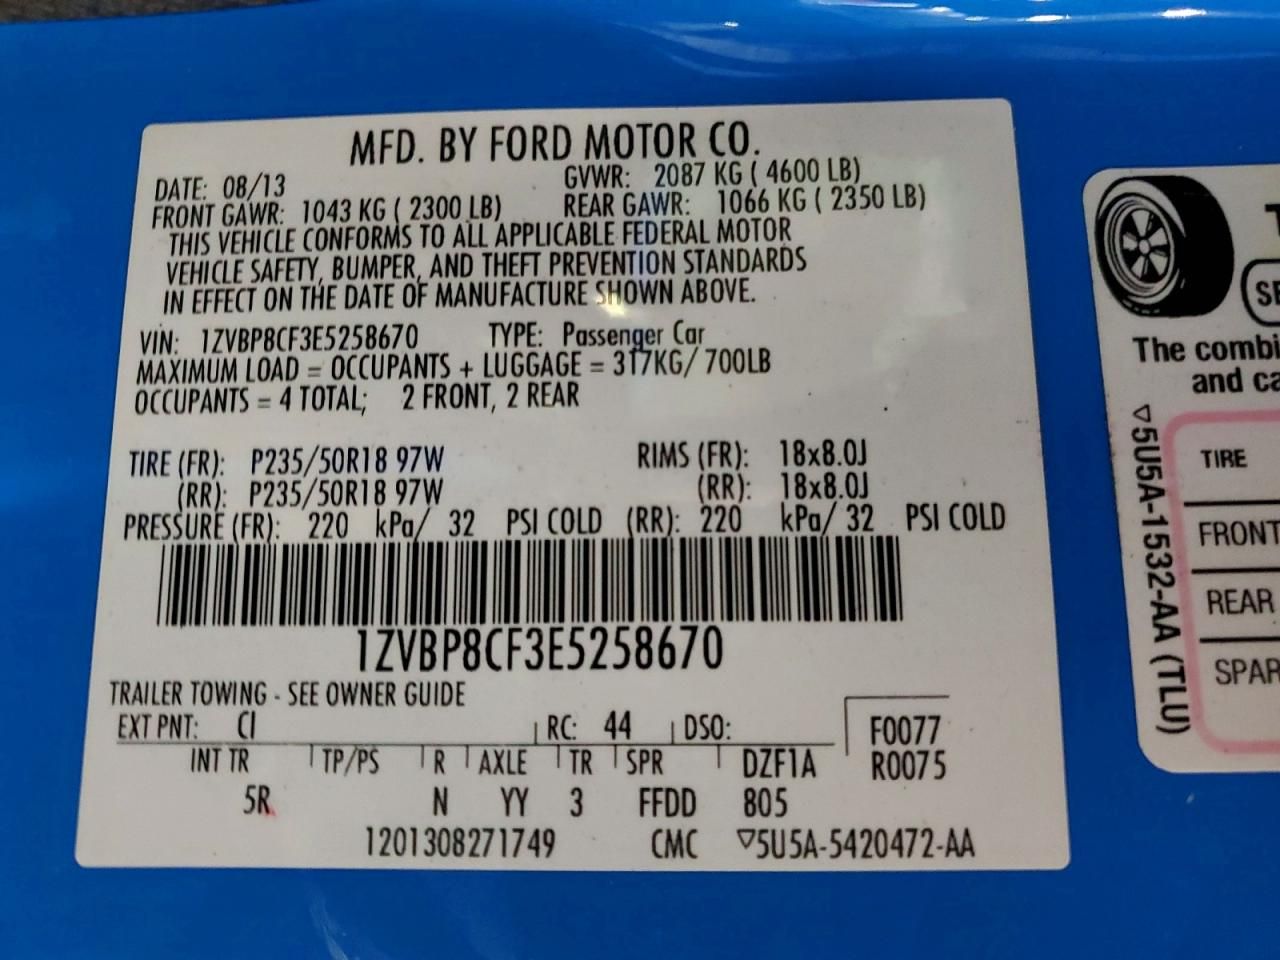 MFD. BY FORD MOTOR CO.
DATE: 08/13 GVWR: 2087 KG ( 4600 LB)
FRONT GAWR: 1043 KG ( 2300 LB) REAR GAWR: 1066 KG ( 2350 LB)
THIS VEHICLE CONFORMS TO ALL APPLICABLE FEDERAL MOTOR
VEHICLE SAFETY, BUMPER, AND THEFT PREVENTION STANDARDS
IN EFFECT ON THE DATE OF MANUFACTURE SHOWN ABOVE.
VIN: 1ZVBP8CF3E5258670 TYPE: Passenger Car
MAXIMUM LOAD = OCCUPANTS + LUGGAGE = 317KG/ 700LB
OCCUPANTS = 4 TOTAL; 2 FRONT, 2 REAR
TIRE (FR): P235/50R18 97W RIMS (FR): 18x8.0J
(RR): P235/50R18 97W (RR): 18x8.0J
PRESSURE (FR): 220 kPa/ 32 PSI COLD (RR): 220 kPa/ 32 PSI COLD
1ZVBP8CF3E5258670
TRAILER TOWING - SEE OWNER GUIDE
EXT PNT: CI RC: 44 DSO: F0077
INT TR TP/PS R AXLE TR SPR DZF1A R0075
5R N YY 3 FFDD 805
1201308271749 CMC ▽5U5A-5420472-AA
The combi
and ca
▽5U5A-1532-AA (TLU)
TIRE
FRONT
REAR
SPAR